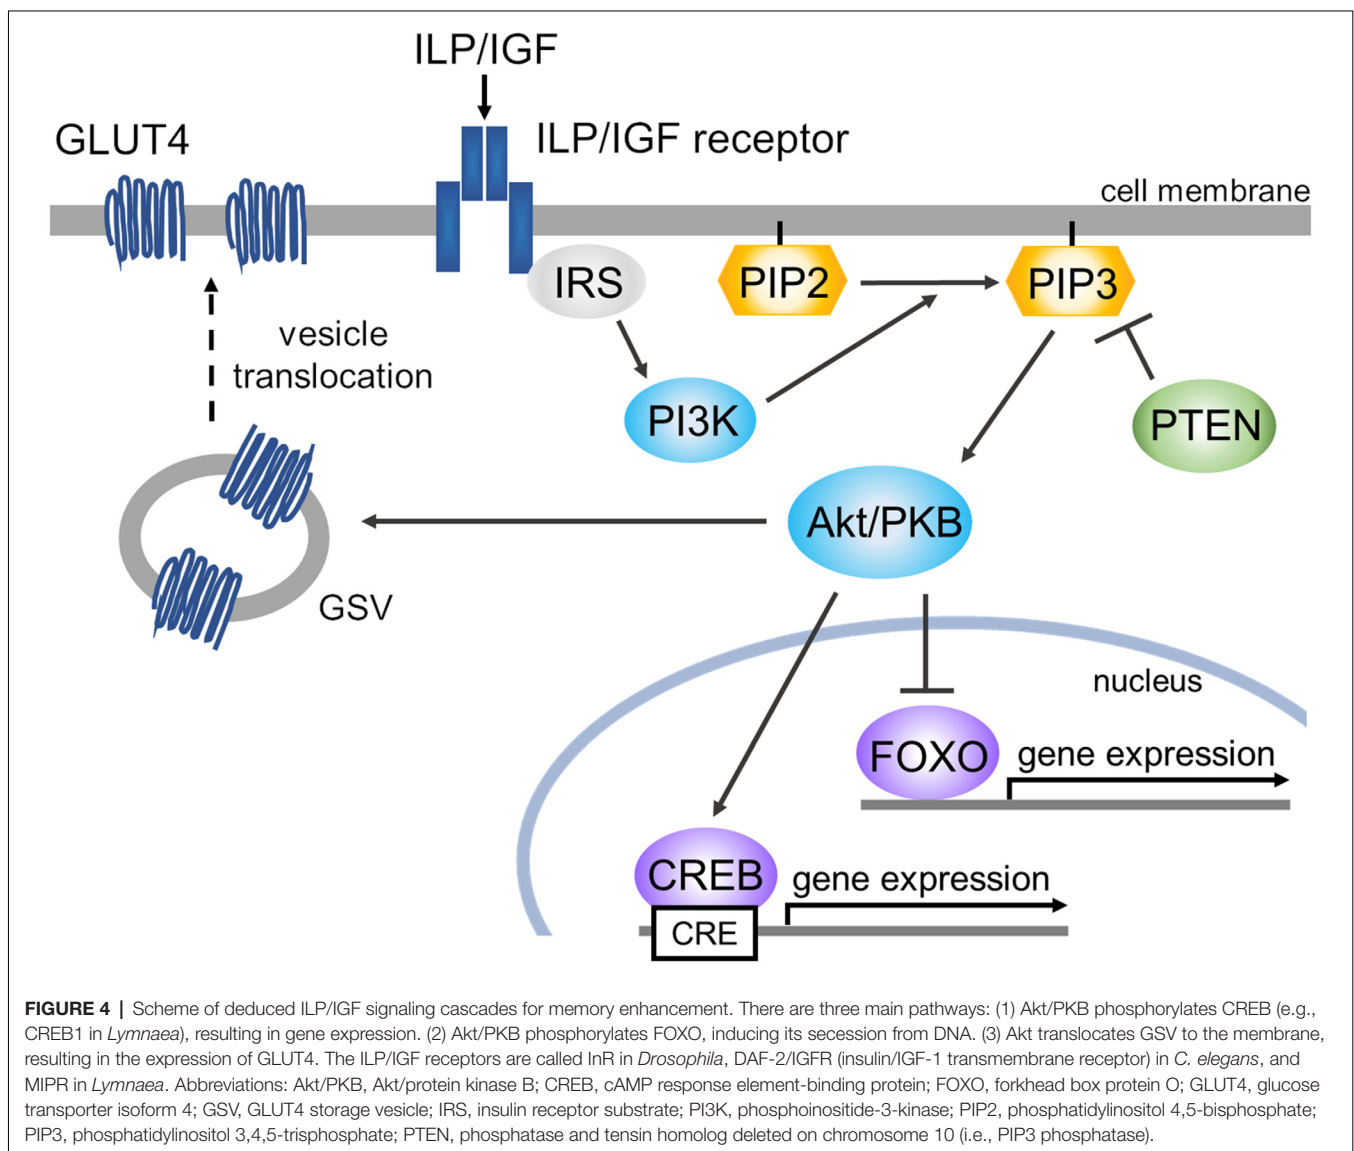 ILP/IGF
GLUT4
ILP/IGF receptor
cell membrane
IRS
PIP2
PIP3
vesicle
translocation
PI3K
PTEN
Akt/PKB
GSV
nucleus
FOXO
gene expression
CREB
gene expression
CRE
FIGURE 4 | Scheme of deduced ILP/IGF signaling cascades for memory enhancement. There are three main pathways: (1) Akt/PKB phosphorylates CREB (e.g.,
CREB1 in Lymnaea), resulting in gene expression. (2) Akt/PKB phosphorylates FOXO, inducing its secession from DNA. (3) Akt translocates GSV to the membrane,
resulting in the expression of GLUT4. The ILP/IGF receptors are called InR in Drosophila, DAF-2/IGFR (insulin/IGF-1 transmembrane receptor) in C. elegans, and
MIPR in Lymnaea. Abbreviations: Akt/PKB, Akt/protein kinase B; CREB, cAMP response element-binding protein; FOXO, forkhead box protein O; GLUT4, glucose
transporter isoform 4; GSV, GLUT4 storage vesicle; IRS, insulin receptor substrate; PI3K, phosphoinositide-3-kinase; PIP2, phosphatidylinositol 4,5-bisphosphate;
PIP3, phosphatidylinositol 3,4,5-trisphosphate; PTEN, phosphatase and tensin homolog deleted on chromosome 10 (i.e., PIP3 phosphatase).